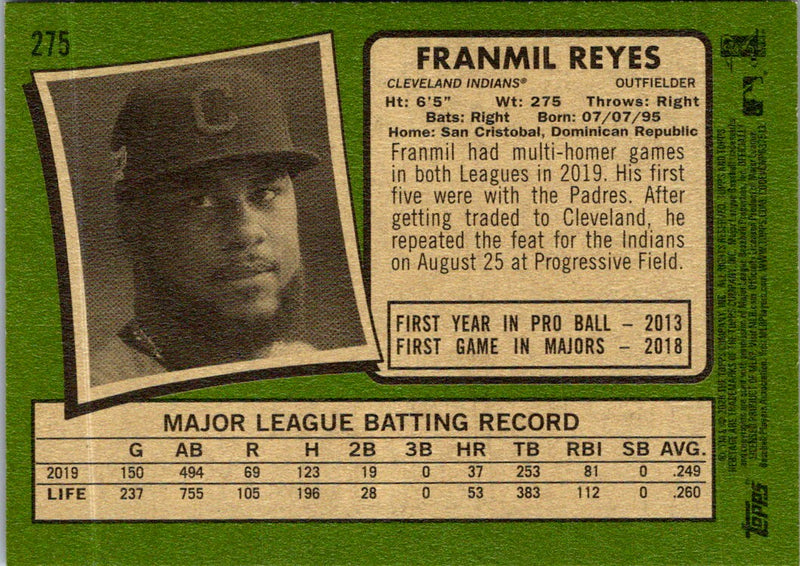 275
C
FRANMIL REYES
CLEVELAND INDIANS® OUTFIELDER
Ht: 6'5" Wt: 275 Throws: Right
Bats: Right Born: 07/07/95
Home: San Cristobal, Dominican Republic
Franmil had multi-homer games
in both Leagues in 2019. His first
five were with the Padres. After
getting traded to Cleveland, he
repeated the feat for the Indians
on August 25 at Progressive Field.
FIRST YEAR IN PRO BALL – 2013
FIRST GAME IN MAJORS – 2018
MAJOR LEAGUE BATTING RECORD
G AB R H 2B 3B HR TB RBI SB AVG.
2019 150 494 69 123 19 0 37 253 81 0 .249
LIFE 237 755 105 196 28 0 53 383 112 0 .260
Topps